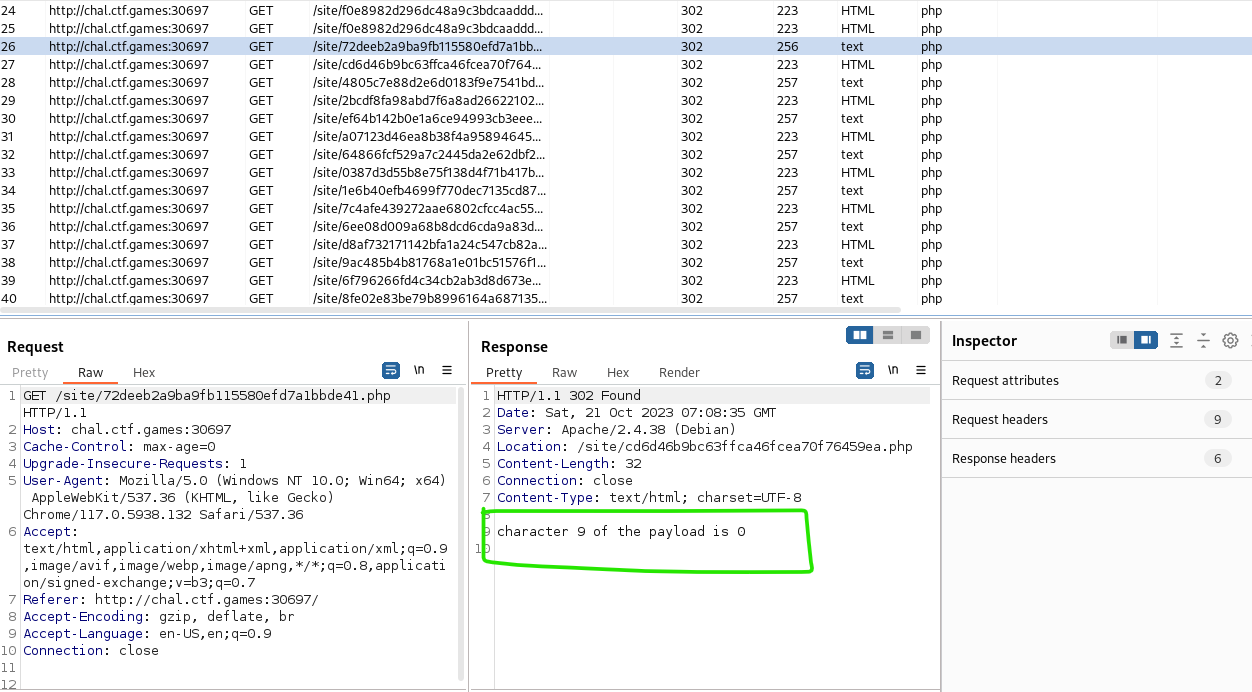 24 http://chal.ctf.games:30697 GET /site/f0e8982d296dc48a9c3bdcaaddd... 302 223 HTML php
25 http://chal.ctf.games:30697 GET /site/f0e8982d296dc48a9c3bdcaaddd... 302 223 HTML php
26 http://chal.ctf.games:30697 GET /site/72deeb2a9ba9fb115580efd7a1bb... 302 256 text php
27 http://chal.ctf.games:30697 GET /site/cd6d46b9bc63ffca46fcea70f764... 302 223 HTML php
28 http://chal.ctf.games:30697 GET /site/4805c7e88d2e6d0183f9e7541bd... 302 257 text php
29 http://chal.ctf.games:30697 GET /site/2bcdf8fa98abd7f6a8ad26622102... 302 223 HTML php
30 http://chal.ctf.games:30697 GET /site/ef64b142b0e1a6ce94993cb3eee... 302 257 text php
31 http://chal.ctf.games:30697 GET /site/a07123d46ea8b38f4a95894645... 302 223 HTML php
32 http://chal.ctf.games:30697 GET /site/64866fcf529a7c2445da2e62dbf2... 302 257 text php
33 http://chal.ctf.games:30697 GET /site/0387d3d55b8e75f138d4f71b417b... 302 223 HTML php
34 http://chal.ctf.games:30697 GET /site/1e6b40efb4699f770dec7135cd87... 302 257 text php
35 http://chal.ctf.games:30697 GET /site/7c4afe439272aae6802cfcc4ac55... 302 223 HTML php
36 http://chal.ctf.games:30697 GET /site/6ee08d009a68b8dcd6cda9a83d... 302 257 text php
37 http://chal.ctf.games:30697 GET /site/d8af732171142bfa1a24c547cb82a... 302 223 HTML php
38 http://chal.ctf.games:30697 GET /site/9ac485b4b81768a1e01bc51576f1... 302 257 text php
39 http://chal.ctf.games:30697 GET /site/6f796266fd4c34cb2ab3d8d673e... 302 223 HTML php
40 http://chal.ctf.games:30697 GET /site/8fe02e83be79b8996164a687135... 302 257 text php
Request
Pretty Raw Hex \n
1 GET /site/72deeb2a9ba9fb115580efd7a1bbde41.php
HTTP/1.1
2 Host: chal.ctf.games:30697
3 Cache-Control: max-age=0
4 Upgrade-Insecure-Requests: 1
5 User-Agent: Mozilla/5.0 (Windows NT 10.0; Win64; x64)
AppleWebKit/537.36 (KHTML, like Gecko)
Chrome/117.0.5938.132 Safari/537.36
6 Accept:
text/html,application/xhtml+xml,application/xml;q=0.9
,image/avif,image/webp,image/apng,*/*;q=0.8,applicati
on/signed-exchange;v=b3;q=0.7
7 Referer: http://chal.ctf.games:30697/
8 Accept-Encoding: gzip, deflate, br
9 Accept-Language: en-US,en;q=0.9
10 Connection: close
11
12
Response
Pretty Raw Hex Render \n
1 HTTP/1.1 302 Found
2 Date: Sat, 21 Oct 2023 07:08:35 GMT
3 Server: Apache/2.4.38 (Debian)
4 Location: /site/cd6d46b9bc63ffca46fcea70f76459ea.php
5 Content-Length: 32
6 Connection: close
7 Content-Type: text/html; charset=UTF-8
8
9 character 9 of the payload is 0
10
Inspector
Request attributes 2
Request headers 9
Response headers 6